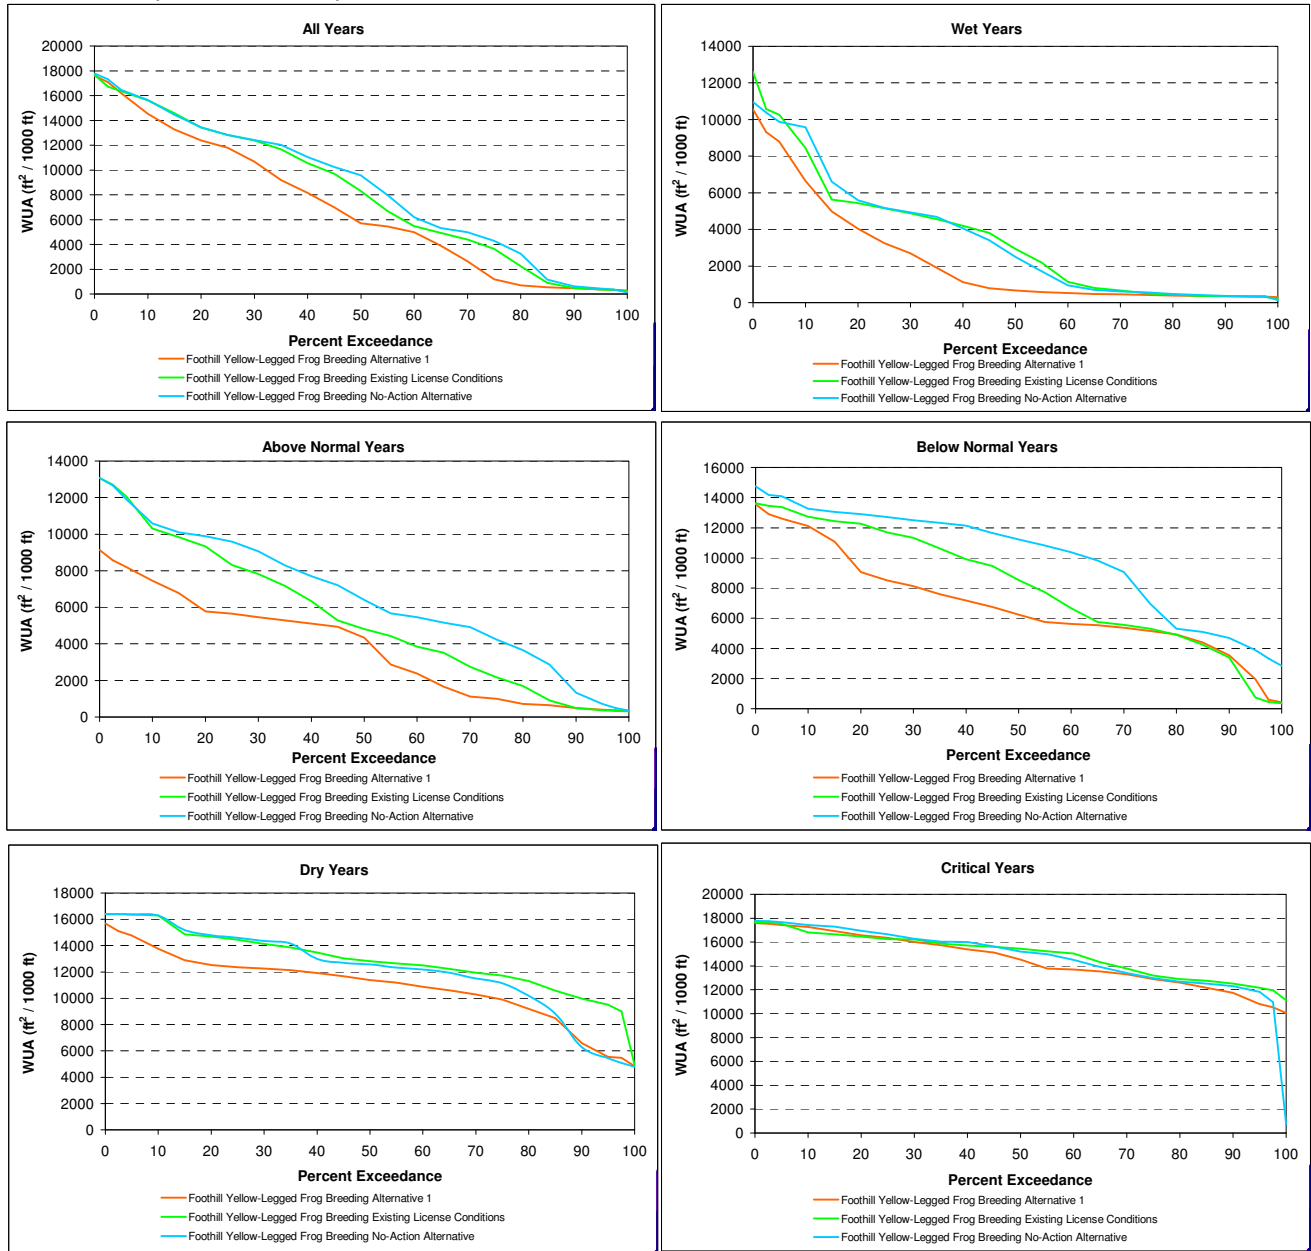 All Years
20000
18000
16000
14000
12000
10000
8000
6000
4000
2000
0
WUA (ft² / 1000 ft)
0 10 20 30 40 50 60 70 80 90 100
Percent Exceedance
Foothill Yellow-Legged Frog Breeding Alternative 1
Foothill Yellow-Legged Frog Breeding Existing License Conditions
Foothill Yellow-Legged Frog Breeding No-Action Alternative
Wet Years
14000
12000
10000
8000
6000
4000
2000
0
WUA (ft² / 1000 ft)
0 10 20 30 40 50 60 70 80 90 100
Percent Exceedance
Foothill Yellow-Legged Frog Breeding Alternative 1
Foothill Yellow-Legged Frog Breeding Existing License Conditions
Foothill Yellow-Legged Frog Breeding No-Action Alternative
Above Normal Years
14000
12000
10000
8000
6000
4000
2000
0
WUA (ft² / 1000 ft)
0 10 20 30 40 50 60 70 80 90 100
Percent Exceedance
Foothill Yellow-Legged Frog Breeding Alternative 1
Foothill Yellow-Legged Frog Breeding Existing License Conditions
Foothill Yellow-Legged Frog Breeding No-Action Alternative
Below Normal Years
16000
14000
12000
10000
8000
6000
4000
2000
0
WUA (ft² / 1000 ft)
0 10 20 30 40 50 60 70 80 90 100
Percent Exceedance
Foothill Yellow-Legged Frog Breeding Alternative 1
Foothill Yellow-Legged Frog Breeding Existing License Conditions
Foothill Yellow-Legged Frog Breeding No-Action Alternative
Dry Years
18000
16000
14000
12000
10000
8000
6000
4000
2000
0
WUA (ft² / 1000 ft)
0 10 20 30 40 50 60 70 80 90 100
Percent Exceedance
Foothill Yellow-Legged Frog Breeding Alternative 1
Foothill Yellow-Legged Frog Breeding Existing License Conditions
Foothill Yellow-Legged Frog Breeding No-Action Alternative
Critical Years
20000
18000
16000
14000
12000
10000
8000
6000
4000
2000
0
WUA (ft² / 1000 ft)
0 10 20 30 40 50 60 70 80 90 100
Percent Exceedance
Foothill Yellow-Legged Frog Breeding Alternative 1
Foothill Yellow-Legged Frog Breeding Existing License Conditions
Foothill Yellow-Legged Frog Breeding No-Action Alternative